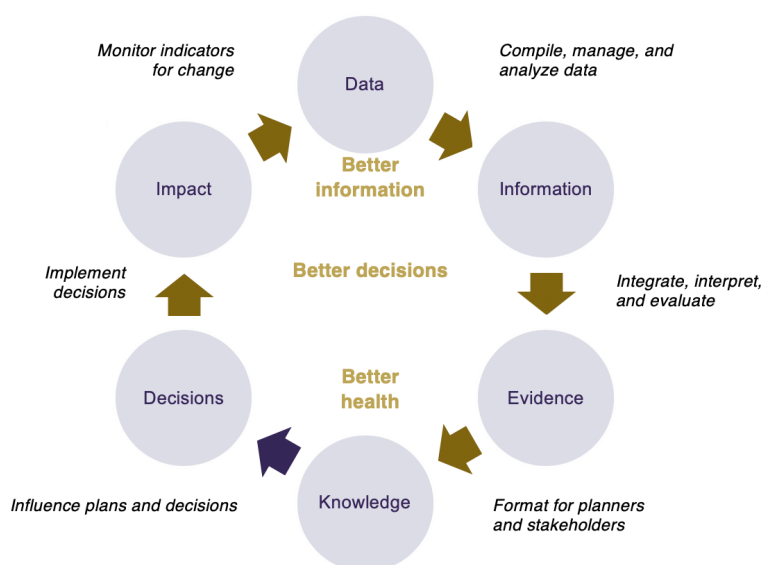 Monitor indicators
for change
Data
Compile, manage, and
analyze data
Impact
Better
information
Information
Implement
decisions
Better decisions
Integrate, interpret,
and evaluate
Decisions
Better
health
Evidence
Influence plans and decisions
Knowledge
Format for planners
and stakeholders